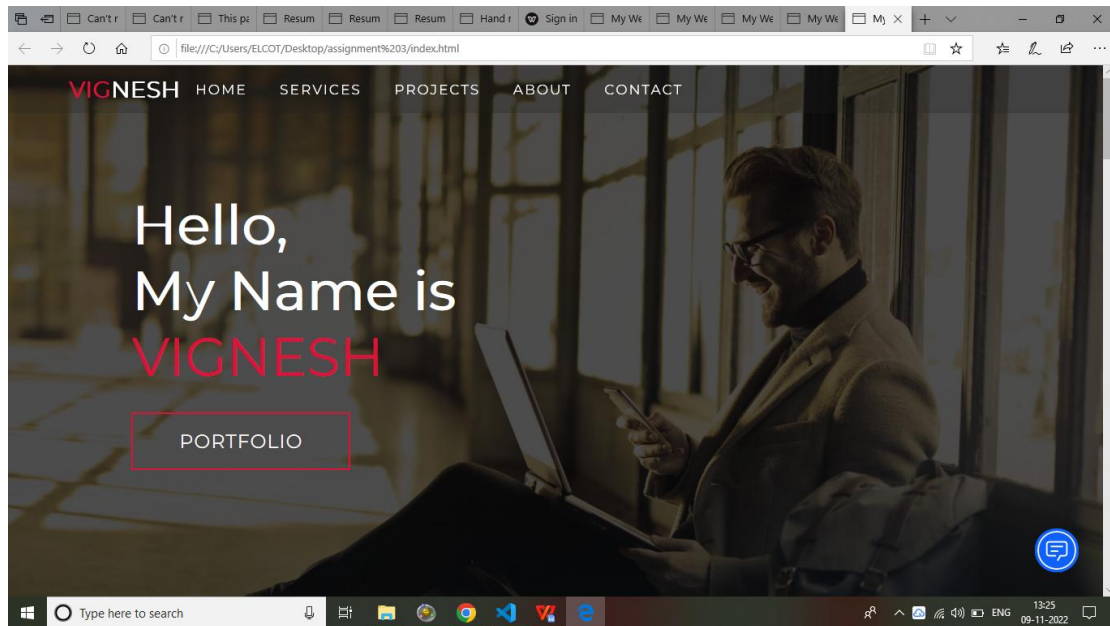 Can't r
Can't r
This pa
Resum
Resum
Resum
Hand r
Sign in
My We
My We
My We
My We
My
file:///C:/Users/ELCOT/Desktop/assignment%203/index.html
VIGNESH HOME SERVICES PROJECTS ABOUT CONTACT
Hello,
My Name is
VIGNESH
PORTFOLIO
Type here to search
ENG
13:25
09-11-2022